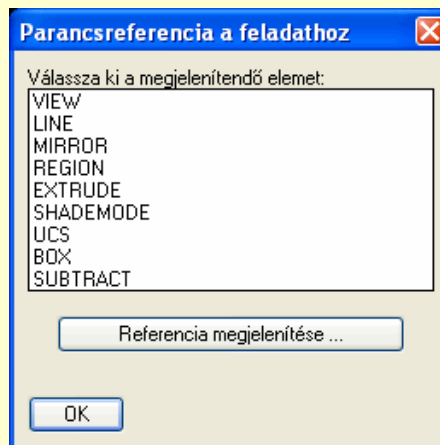 Parancsreferencia a feladathoz
Válassza ki a megjelenítendő elemet:
VIEW
LINE
MIRROR
REGION
EXTRUDE
SHADEMODE
UCS
BOX
SUBTRACT
Referencia megjelenítése ...
OK